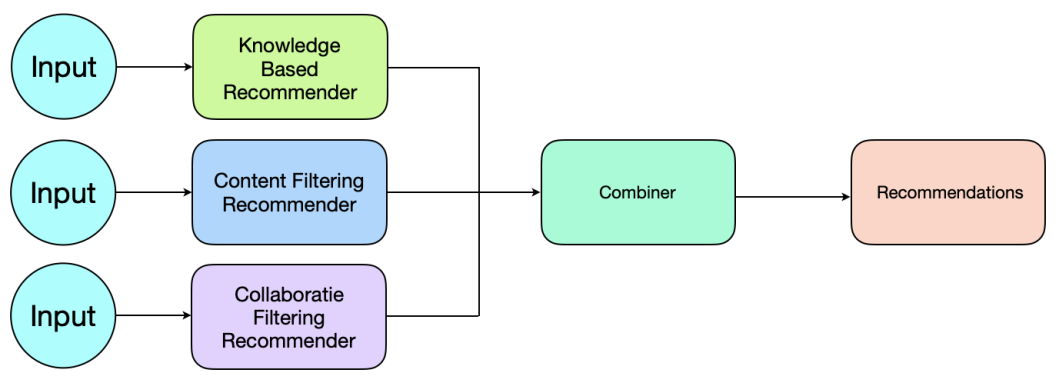 Input
Knowledge
Based
Recommender
Input
Content Filtering
Recommender
Combiner
Recommendations
Input
Collaboratie
Filtering
Recommender